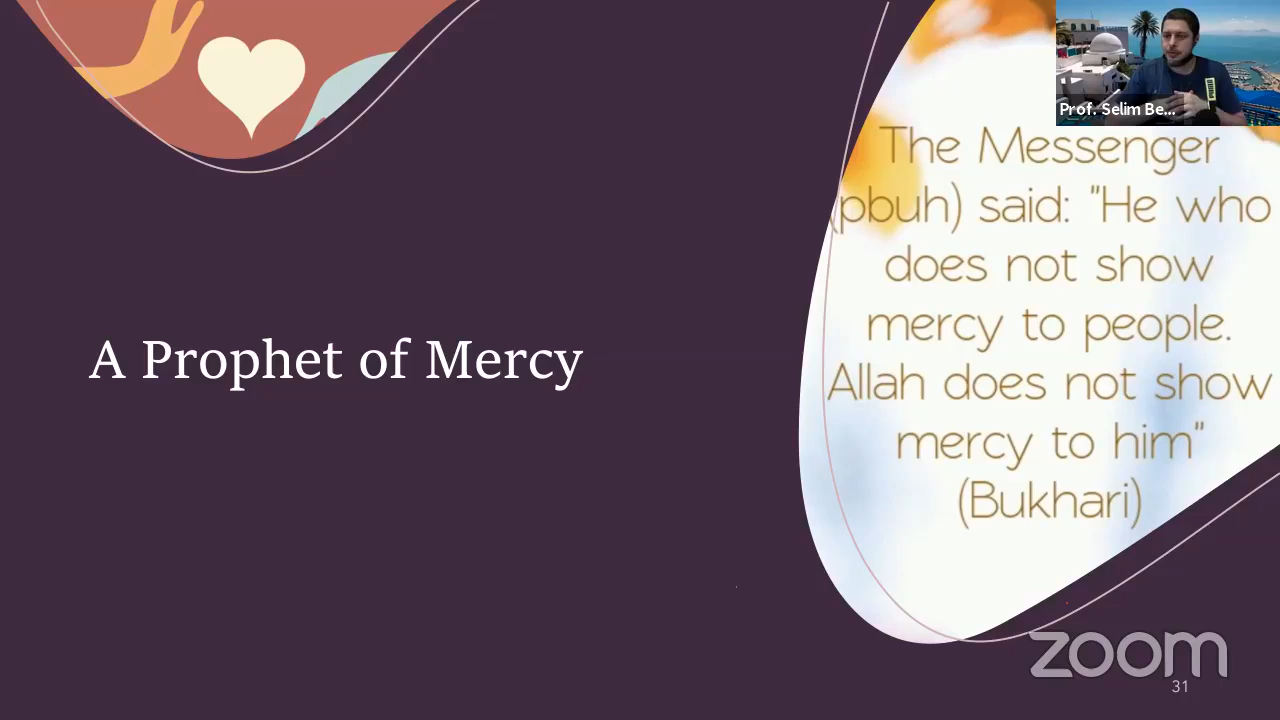 Prof. Selim Be...
The Messenger
(pbuh) said: "He who
does not show
mercy to people.
Allah does not show
mercy to him"
(Bukhari)
A Prophet of Mercy
zoom
31